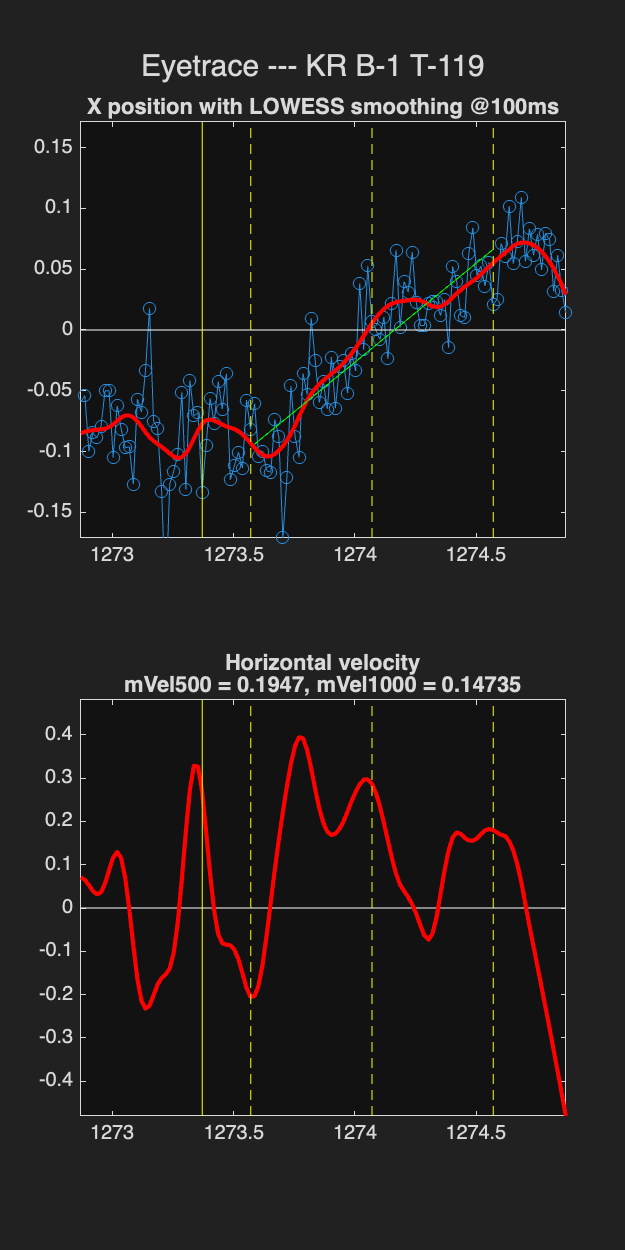 Eyetrace --- KR B-1 T-119
X position with LOWESS smoothing @100ms
0.15
0.1
0.05
0
-0.05
-0.1
-0.15
1273 1273.5 1274 1274.5
Horizontal velocity
mVel500 = 0.1947, mVel1000 = 0.14735
0.4
0.3
0.2
0.1
0
-0.1
-0.2
-0.3
-0.4
1273 1273.5 1274 1274.5